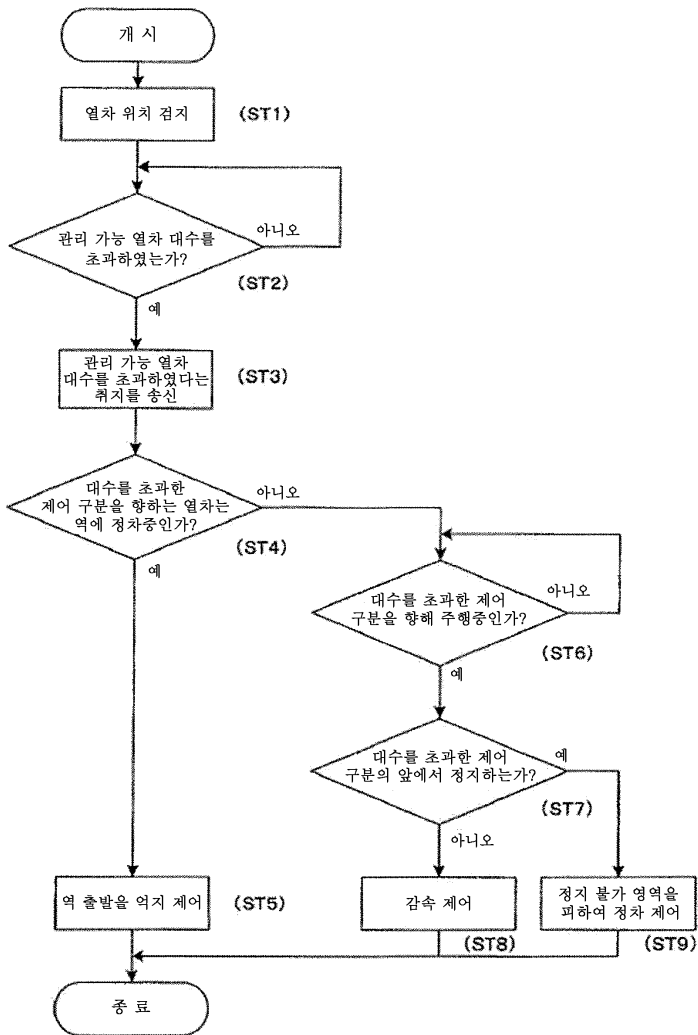 개 시
열차 위치 검지
(ST1)
아니오
관리 가능 열차 대수를
초과하였는가?
(ST2)
예
관리 가능 열차
대수를 초과하였다는
취지를 송신
(ST3)
대수를 초과한
제어 구분을 향하는 열차는
역에 정차중인가?
아니오
(ST4)
예
대수를 초과한 제어
구분을 향해 주행중인가?
아니오
(ST6)
예
대수를 초과한 제어
구분의 앞에서 정지하는가?
예
(ST7)
아니오
역 출발을 억지 제어
(ST5)
감속 제어
(ST8)
정지 불가 영역을
피하여 정차 제어
(ST9)
종 료